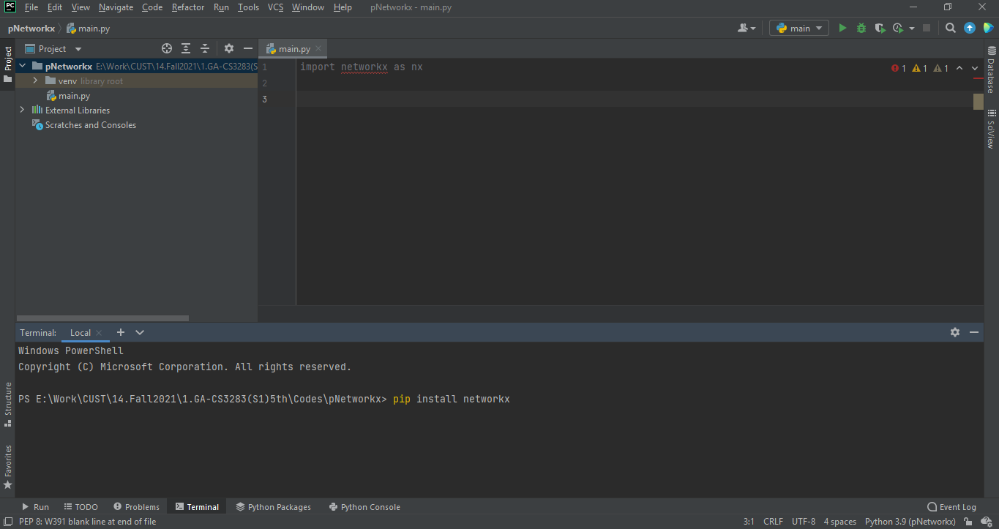 PC File Edit View Navigate Code Refactor Run Tools VCS Window Help pNetworkx - main.py
pNetworkx main.py main
Project
Project
main.py
pNetworkx E:\Work\CUST\14.Fall2021\1.GA-CS3283(S
venv library root
main.py
External Libraries
Scratches and Consoles
1 import networkx as nx
2
3
1 1 1
Database
SciView
Terminal: Local
Windows PowerShell
Copyright (C) Microsoft Corporation. All rights reserved.
PS E:\Work\CUST\14.Fall2021\1.GA-CS3283(S1)5th\Codes\pNetworkx> pip install networkx
Structure
Favorites
Run TODO Problems Terminal Python Packages Python Console Event Log
PEP 8: W391 blank line at end of file 3:1 CRLF UTF-8 4 spaces Python 3.9 (pNetworkx)